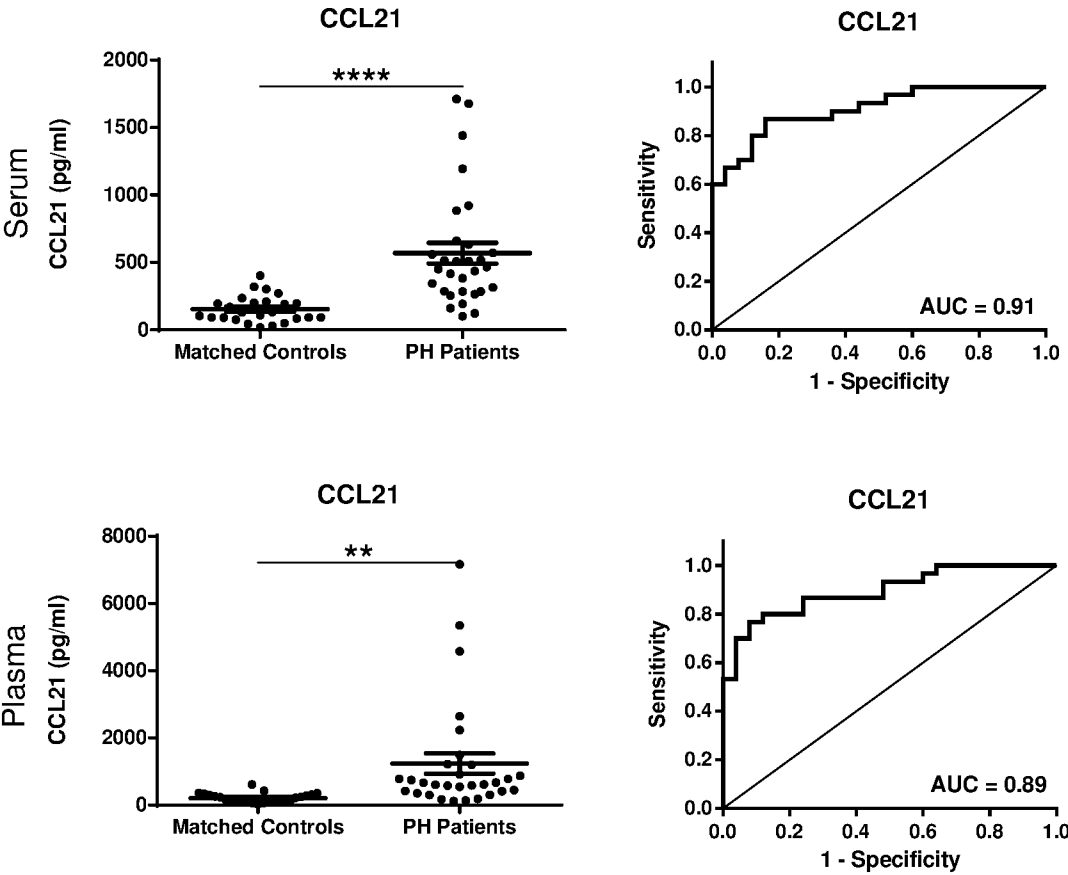 CCL21
****
2000
1500
1000
500
0
Serum
CCL21 (pg/ml)
Matched Controls
PH Patients
CCL21
1.0
0.8
0.6
0.4
0.2
0.0
Sensitivity
AUC = 0.91
0.0 0.2 0.4 0.6 0.8 1.0
1 - Specificity
CCL21
**
8000
6000
4000
2000
0
Plasma
CCL21 (pg/ml)
Matched Controls
PH Patients
CCL21
1.0
0.8
0.6
0.4
0.2
0.0
Sensitivity
AUC = 0.89
0.0 0.2 0.4 0.6 0.8 1.0
1 - Specificity